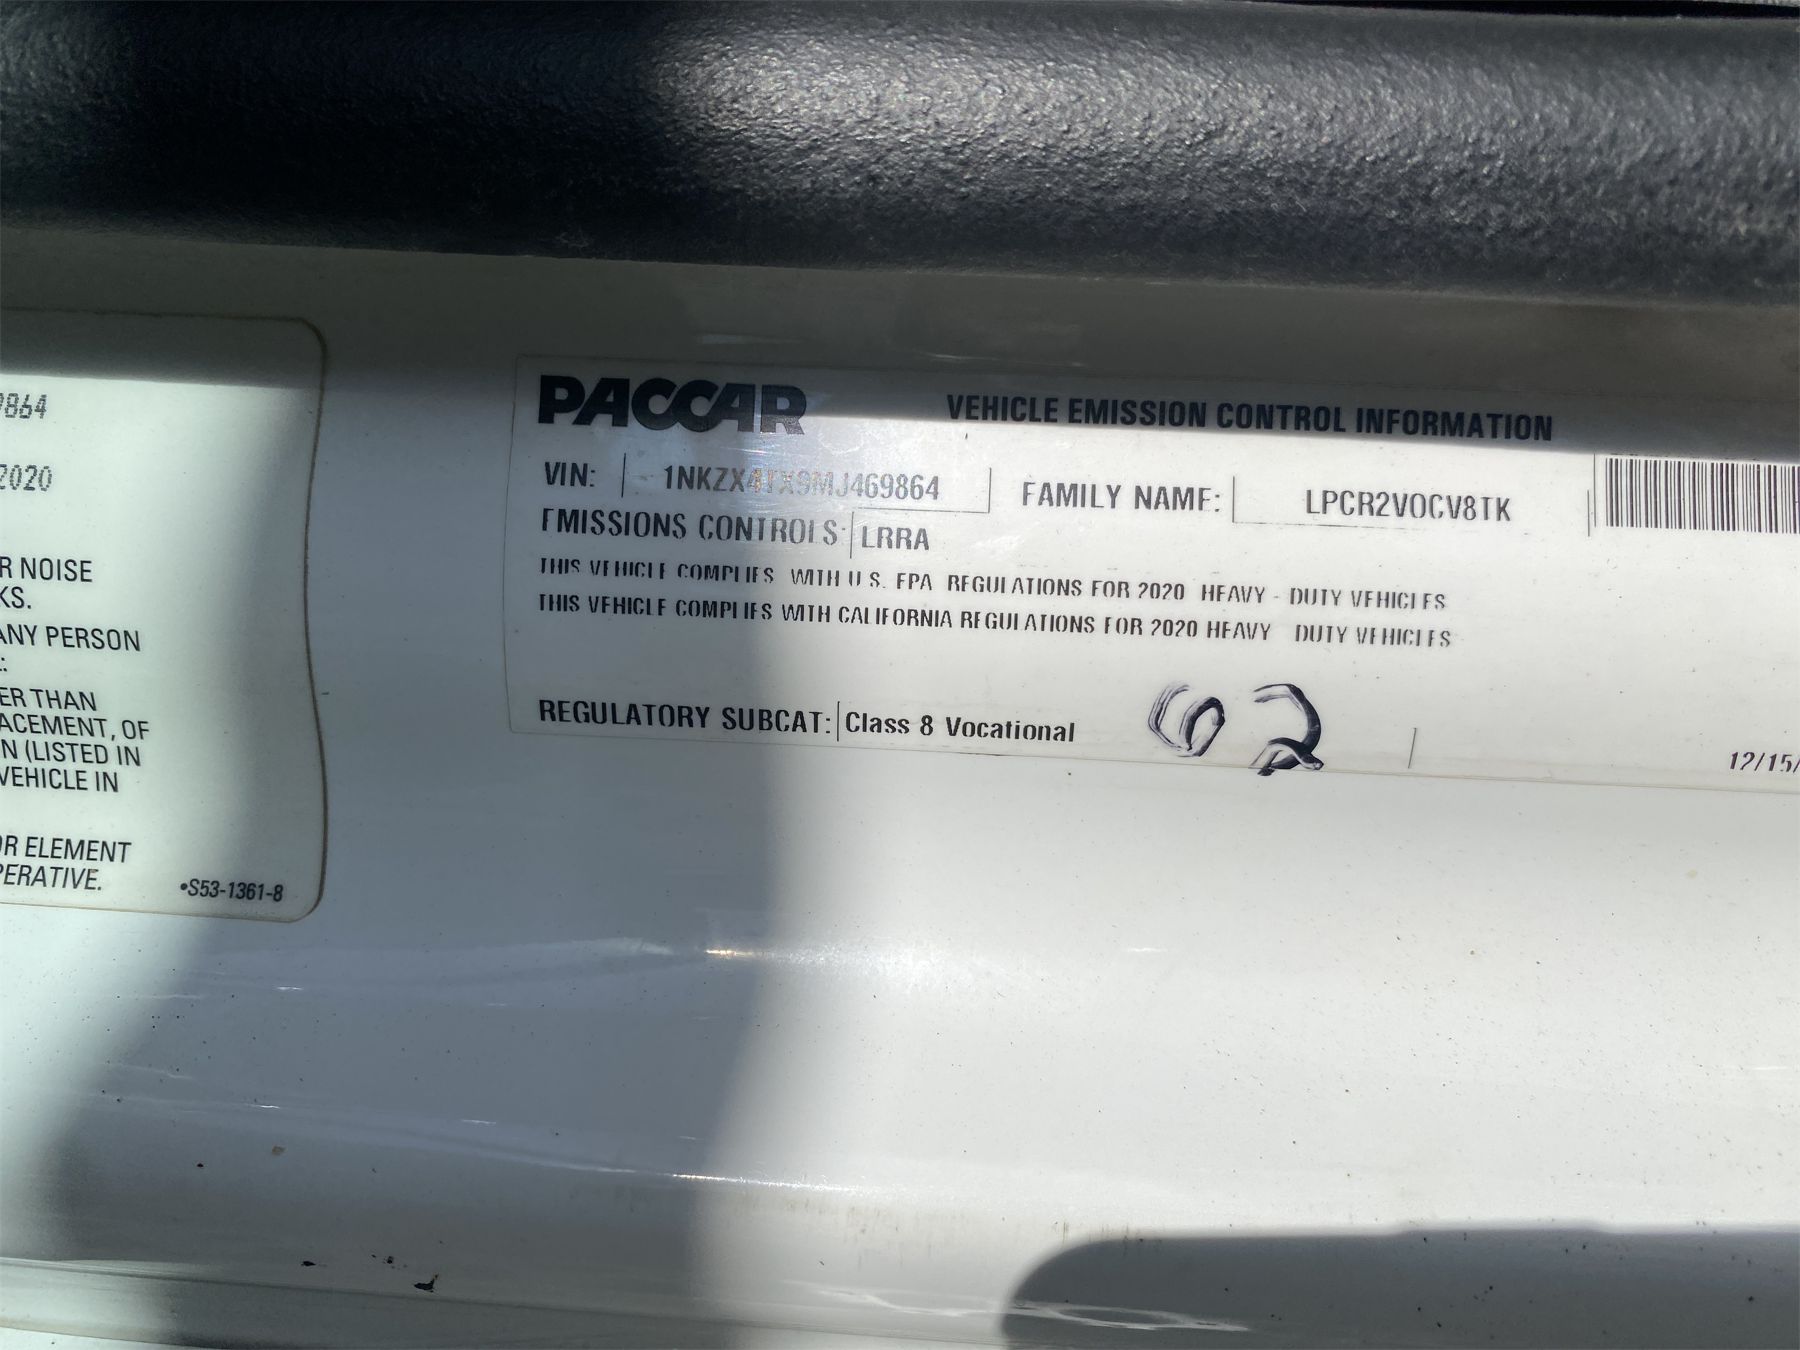 9864
2020
R NOISE
KS.
ANY PERSON
:
ER THAN
ACEMENT, OF
N (LISTED IN
VEHICLE IN
OR ELEMENT
PERATIVE.
•S53-1361-8
PACCAR
VEHICLE EMISSION CONTROL INFORMATION
VIN: 1NKZX4TX9MJ469864 FAMILY NAME: LPCR2VOCV8TK
EMISSIONS CONTROLS: LRRA
THIS VEHICLE COMPLIES WITH U.S. EPA REGULATIONS FOR 2020 HEAVY - DUTY VEHICLES
THIS VEHICLE COMPLIES WITH CALIFORNIA REGULATIONS FOR 2020 HEAVY DUTY VEHICLES
REGULATORY SUBCAT: Class 8 Vocational
62
12/15/